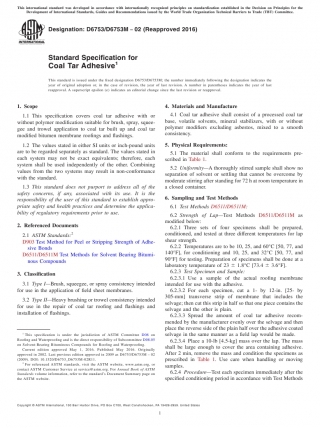 This international standard was developed in accordance with internationally recognized principles on standardization established in the Decision on Principles for the
Development of International Standards, Guides and Recommendations issued by the World Trade Organization Technical Barriers to Trade (TBT) Committee.
Designation: D6753/D6753M − 02 (Reapproved 2016)
Standard Specification for
Coal Tar Adhesive¹
This standard is issued under the fixed designation D6753/D6753M; the number immediately following the designation indicates the
year of original adoption or, in the case of revision, the year of last revision. A number in parentheses indicates the year of last
reapproval. A superscript epsilon (ε) indicates an editorial change since the last revision or reapproval.
1. Scope
1.1 This specification covers coal tar adhesive with or
without polymer modification suitable for brush, spray, squee-
gee and trowel application to coal tar built up and coal tar
modified bitumen membrane roofings and flashings.
1.2 The values stated in either SI units or inch-pound units
are to be regarded separately as standard. The values stated in
each system may not be exact equivalents; therefore, each
system shall be used independently of the other. Combining
values from the two systems may result in non-conformance
with the standard.
1.3 This standard does not purport to address all of the
safety concerns, if any, associated with its use. It is the
responsibility of the user of this standard to establish appro-
priate safety and health practices and determine the applica-
bility of regulatory requirements prior to use.
2. Referenced Documents
2.1 ASTM Standards:²
D903 Test Method for Peel or Stripping Strength of Adhe-
sive Bonds
D6511/D6511M Test Methods for Solvent Bearing Bitumi-
nous Compounds
3. Classification
3.1 Type I—Brush, squeegee, or spray consistency intended
for use in the application of field sheet membranes.
3.2 Type II—Heavy brushing or trowel consistency intended
for use in the repair of coal tar roofing and flashings and
installation of flashings.
¹ This specification is under the jurisdiction of ASTM Committee D08 on
Roofing and Waterproofing and is the direct responsibility of Subcommittee
on Solvent Bearing Bituminous Compounds for Roofing and Waterproofing.
Current edition approved May 1, 2016. Published May 2016. Originally
approved in 2002. Last previous edition approved in 2009 as D6753/D6753M – 02
(2009). DOI:
² For referenced ASTM standards, visit the ASTM website, www.astm.org, or
contact ASTM Customer Service at service@astm.org. For Annual Book of ASTM
Standards volume information, refer to the standard's Document Summary page on
the ASTM website.
4. Materials and Manufacture
4.1 Coal tar adhesive shall consist of a processed coal tar
base, volatile solvents, mineral stabilizers, with or without
polymer modifiers excluding asbestos, mixed to a smooth
consistency.
5. Physical Requirements:
5.1 The material shall conform to the requirements pre-
scribed in Table 1.
5.2 Uniformity—A thoroughly stirred sample shall show no
separation of solvent or settling that cannot be overcome by
moderate stirring after standing for 72 h at room temperature in
a closed container.
6. Sampling and Test Methods
6.1 Test Methods D6511/D6511M:
6.2 Strength of Lap—Test Methods D6511/D6511M as
modified below:
6.2.1 Three sets of four specimens shall be prepared,
conditioned, and tested at three different temperatures for lap
shear strength.
6.2.2 Temperatures are to be 10, 25, and 60°C [50, 77, and
140°F], for conditioning and 10, 25, and 32°C [50, 77, and
90°F] for testing. Preparation of specimens shall be done at a
laboratory temperature of 23 ± 1.8°C [73.4 ± 3.6°F].
6.2.3 Test Specimen and Sample:
6.2.3.1 Use a sample of the actual roofing membrane
intended for use with the adhesive.
6.2.3.2 For each specimen, cut a 1- by 12-in. [25- by
305-mm] transverse strip of membrane that includes the
selvage; then cut this strip in half so that one piece contains the
selvage and the other is plain.
6.2.3.3 Spread the amount of coal tar adhesive recom-
mended by the manufacturer evenly over the selvage and then
place the reverse side of the plain half over the adhesive coated
selvage in the same manner as a field lap would be made.
6.2.3.4 Place a 10-lb [4.5-kg] mass over the lap. The mass
shall be large enough to cover the area containing adhesive.
After 2 min, remove the mass and condition the specimens as
prescribed in Table 1. Use care when handling or moving
samples.
6.2.4 Procedure—Test each specimen immediately after the
specified conditioning period in accordance with Test Methods
Copyright © ASTM International, 100 Barr Harbor Drive, PO Box C700, West Conshohocken, PA 19428-2959. United States
1